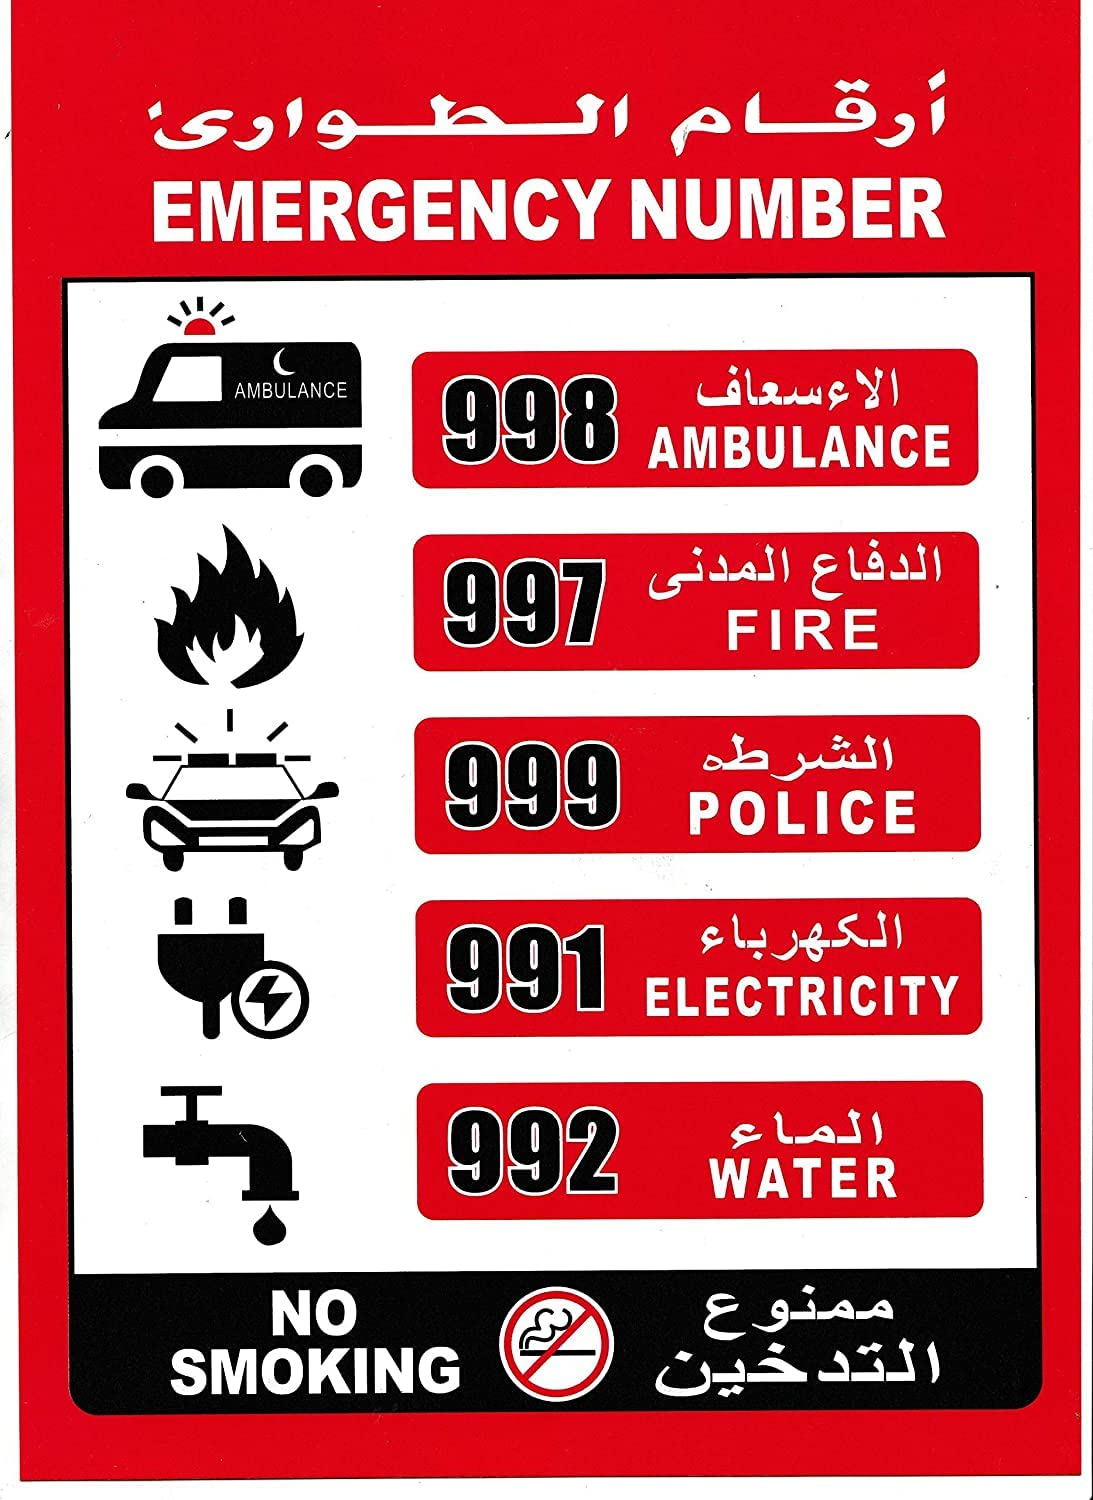 أرقام الطوارئ
EMERGENCY NUMBER
AMBULANCE
998
الاءسعاف
AMBULANCE
997
الدفاع المدنى
FIRE
999
الشرطه
POLICE
991
الكهرباء
ELECTRICITY
992
الماء
WATER
NO
SMOKING
ممنوع
التدخين